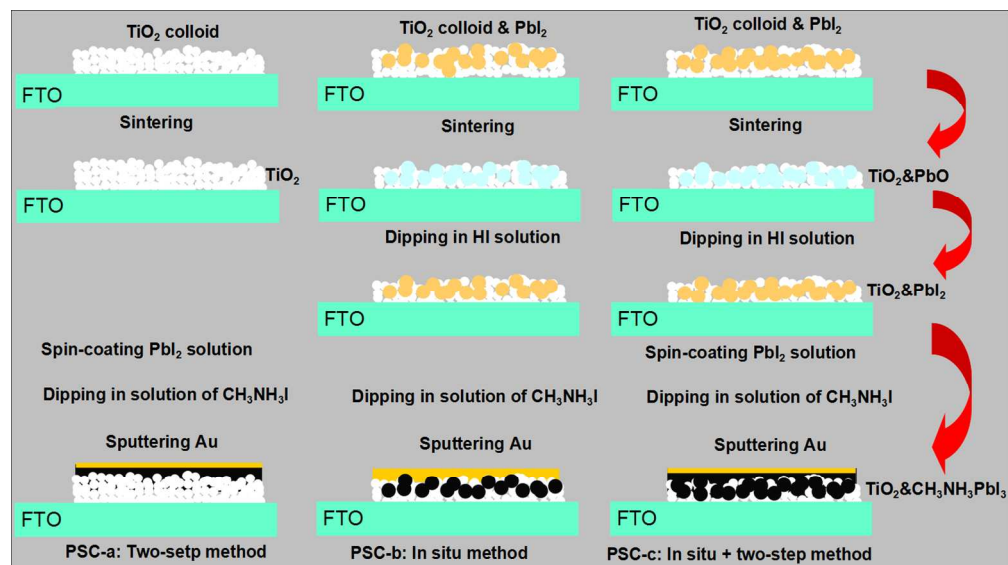 TiO₂ colloid
TiO₂ colloid & PbI₂
TiO₂ colloid & PbI₂
FTO
FTO
FTO
Sintering
Sintering
Sintering
TiO₂
TiO₂&PbO
FTO
FTO
FTO
Dipping in HI solution
Dipping in HI solution
TiO₂&PbI₂
FTO
FTO
Spin-coating PbI₂ solution
Spin-coating PbI₂ solution
Dipping in solution of CH₃NH₃I
Dipping in solution of CH₃NH₃I
Dipping in solution of CH₃NH₃I
Sputtering Au
Sputtering Au
Sputtering Au
TiO₂&CH₃NH₃PbI₃
FTO
FTO
FTO
PSC-a: Two-setp method
PSC-b: In situ method
PSC-c: In situ + two-step method